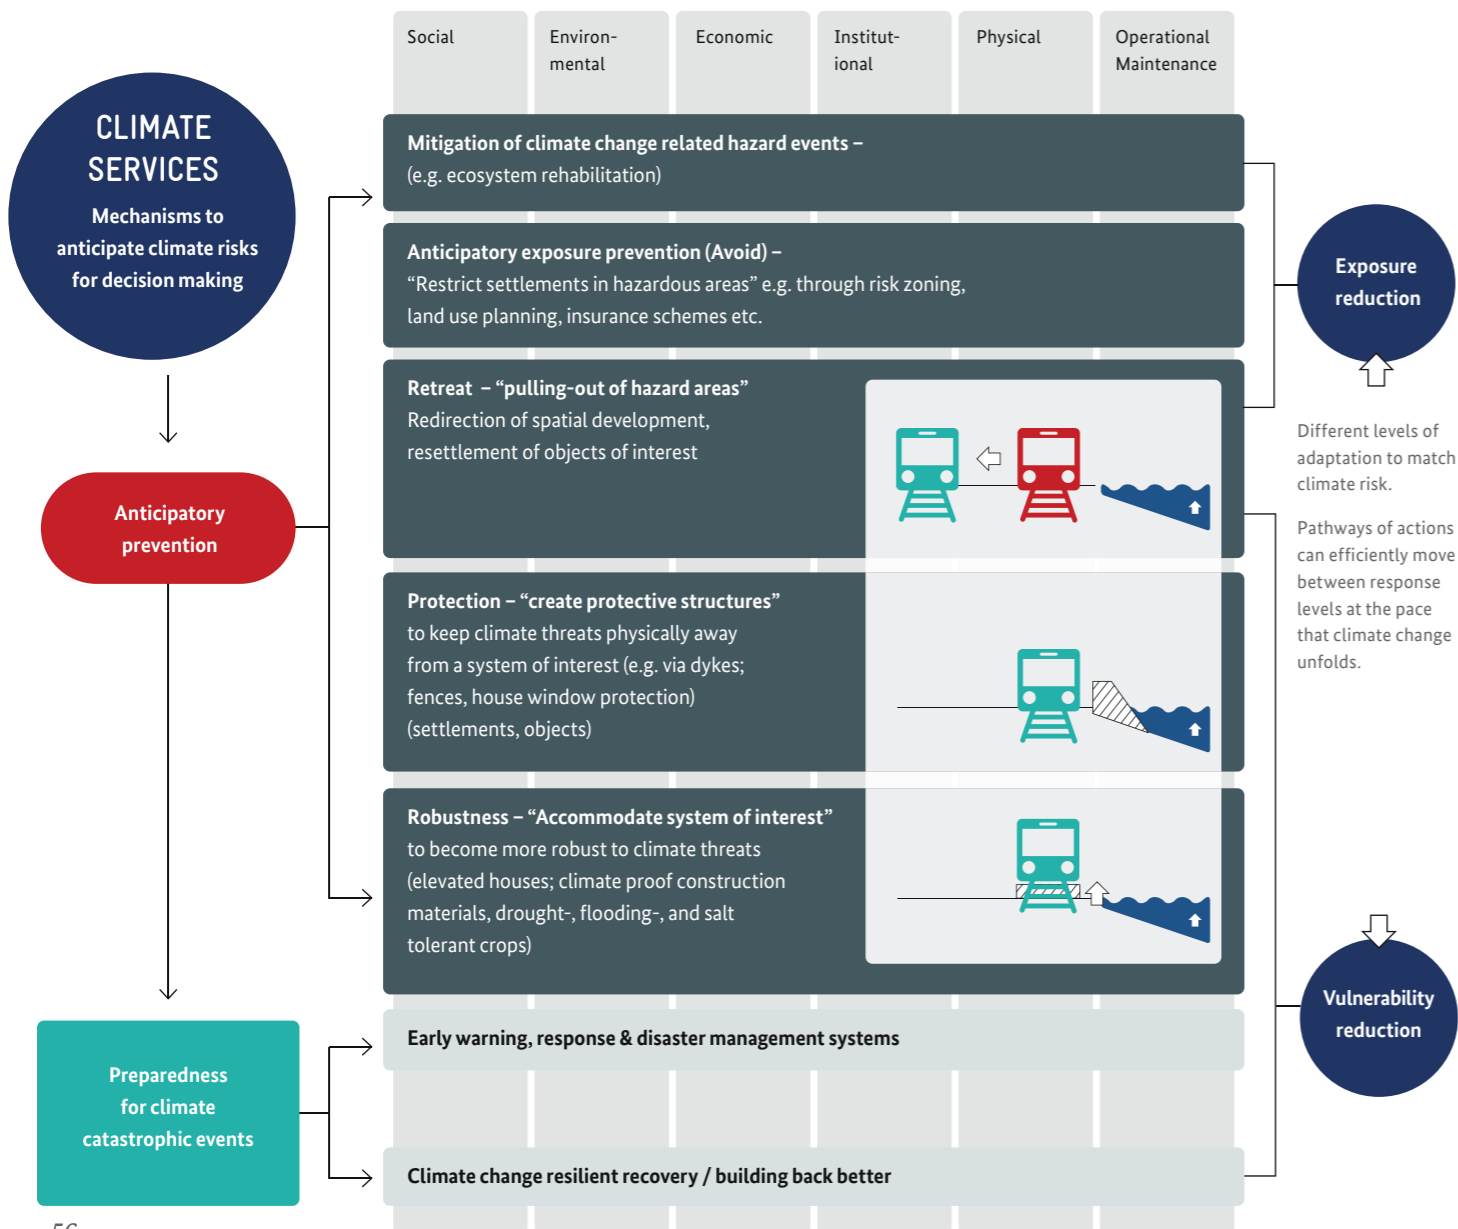 Social
Environ-
mental
Economic
Institut-
ional
Physical
Operational
Maintenance
CLIMATE
SERVICES
Mechanisms to
anticipate climate risks
for decision making
Anticipatory
prevention
Preparedness
for climate
catastrophic events
Mitigation of climate change related hazard events –
(e.g. ecosystem rehabilitation)
Anticipatory exposure prevention (Avoid) –
“Restrict settlements in hazardous areas” e.g. through risk zoning,
land use planning, insurance schemes etc.
Retreat – “pulling-out of hazard areas”
Redirection of spatial development,
resettlement of objects of interest
Protection – “create protective structures”
to keep climate threats physically away
from a system of interest (e.g. via dykes;
fences, house window protection)
(settlements, objects)
Robustness – “Accommodate system of interest”
to become more robust to climate threats
(elevated houses; climate proof construction
materials, drought-, flooding-, and salt
tolerant crops)
Early warning, response & disaster management systems
Climate change resilient recovery / building back better
Exposure
reduction
Different levels of
adaptation to match
climate risk.
Pathways of actions
can efficiently move
between response
levels at the pace
that climate change
unfolds.
Vulnerability
reduction